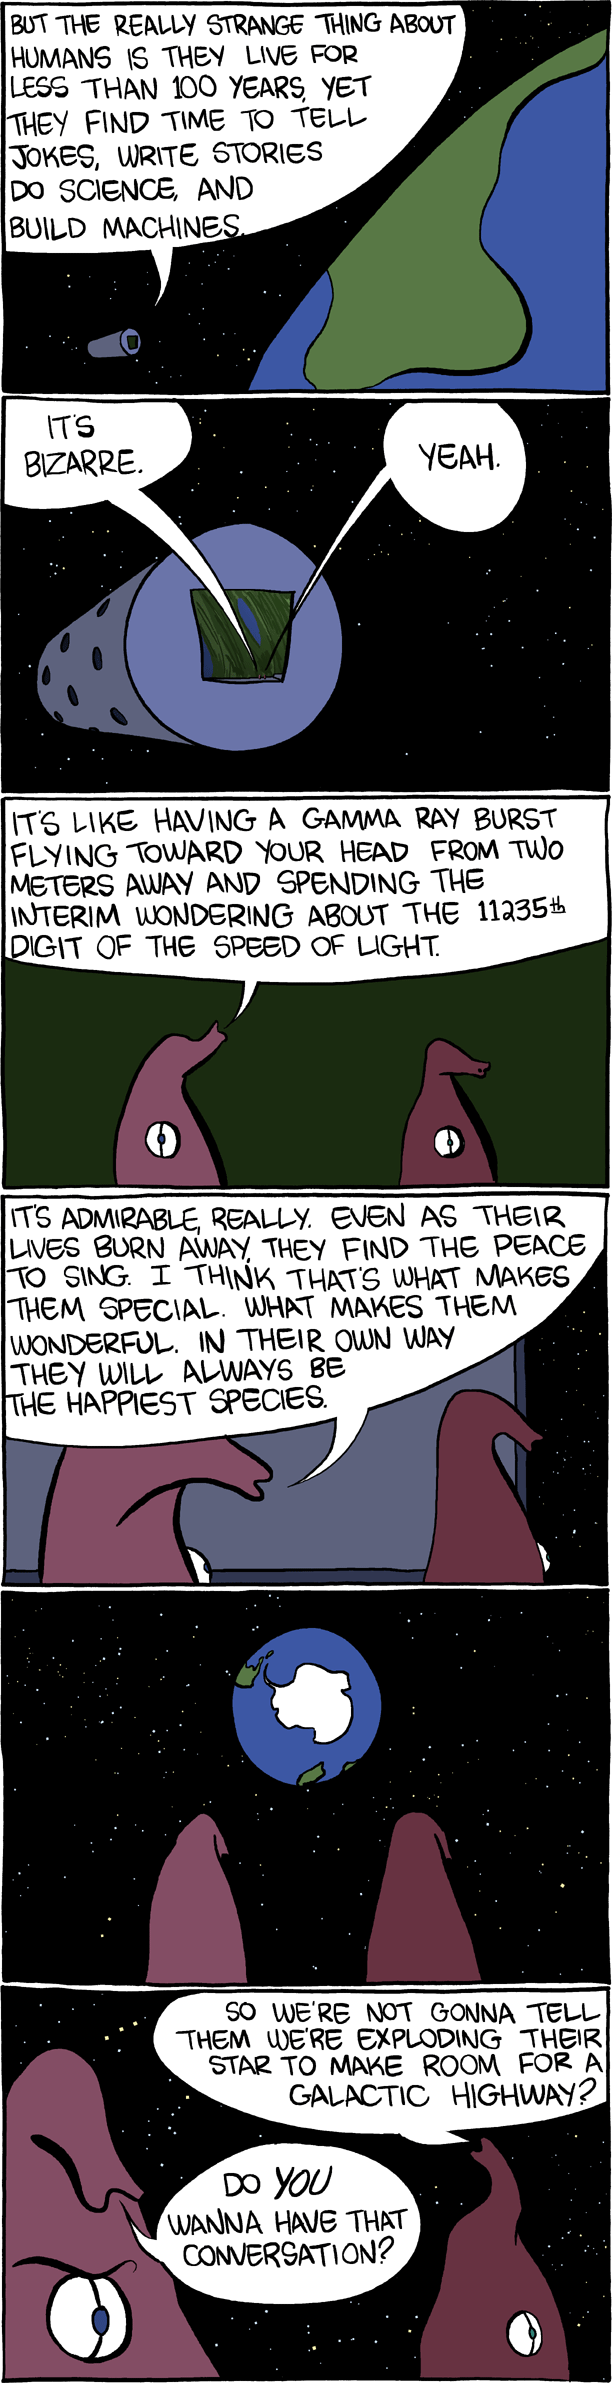 BUT THE REALLY STRANGE THING ABOUT
HUMANS IS THEY LIVE FOR
LESS THAN 100 YEARS, YET
THEY FIND TIME TO TELL
JOKES, WRITE STORIES
DO SCIENCE, AND
BUILD MACHINES.
IT'S
BIZARRE.
YEAH.
IT'S LIKE HAVING A GAMMA RAY BURST
FLYING TOWARD YOUR HEAD FROM TWO
METERS AWAY AND SPENDING THE
INTERIM WONDERING ABOUT THE 11235th
DIGIT OF THE SPEED OF LIGHT.
IT'S ADMIRABLE, REALLY. EVEN AS THEIR
LIVES BURN AWAY, THEY FIND THE PEACE
TO SING. I THINK THAT'S WHAT MAKES
THEM SPECIAL. WHAT MAKES THEM
WONDERFUL. IN THEIR OWN WAY
THEY WILL ALWAYS BE
THE HAPPIEST SPECIES.
SO WE'RE NOT GONNA TELL
THEM WE'RE EXPLODING THEIR
STAR TO MAKE ROOM FOR A
GALACTIC HIGHWAY?
DO YOU
WANNA HAVE THAT
CONVERSATION?